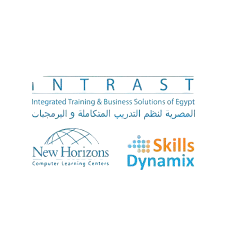 iNTRAST
Integrated Training & Business Solutions of Egypt
المصرية لنظم التدريب المتكاملة و البرمجيات
New Horizons
Computer Learning Centers
Skills
Dynamix